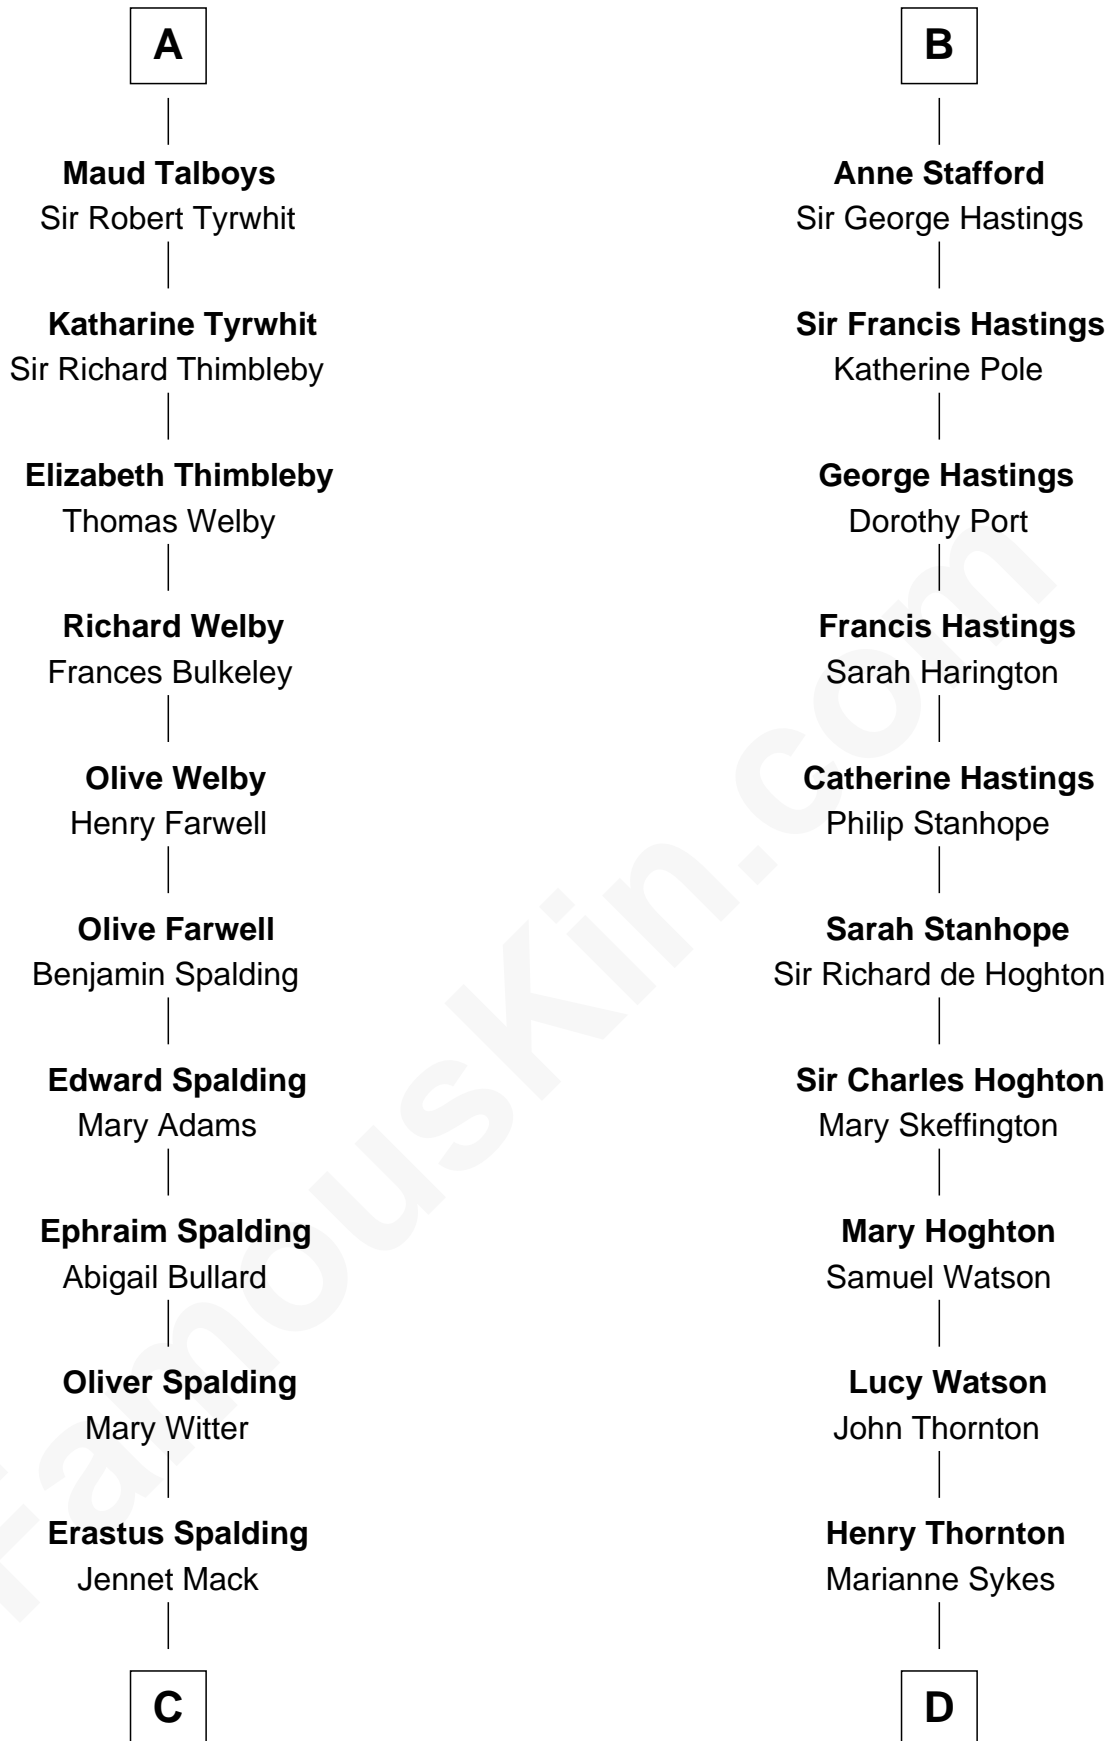 A
Maud Talboys
Sir Robert Tyrwhit
Katharine Tyrwhit
Sir Richard Thimbleby
Elizabeth Thimbleby
Thomas Welby
Richard Welby
Frances Bulkeley
Olive Welby
Henry Farwell
Olive Farwell
Benjamin Spalding
Edward Spalding
Mary Adams
Ephraim Spalding
Abigail Bullard
Oliver Spalding
Mary Witter
Erastus Spalding
Jennet Mack
C
B
Anne Stafford
Sir George Hastings
Sir Francis Hastings
Katherine Pole
George Hastings
Dorothy Port
Francis Hastings
Sarah Harington
Catherine Hastings
Philip Stanhope
Sarah Stanhope
Sir Richard de Hoghton
Sir Charles Hoghton
Mary Skeffington
Mary Hoghton
Samuel Watson
Lucy Watson
John Thornton
Henry Thornton
Marianne Sykes
D
FamousKin.com